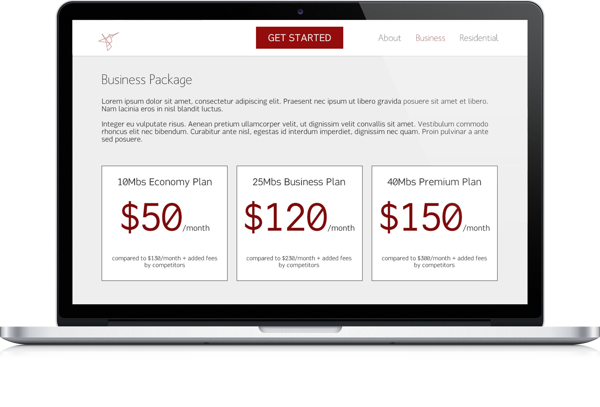 GET STARTED
About
Business
Residential
Business Package
Lorem ipsum dolor sit amet, consectetur adipiscing elit. Praesent nec ipsum ut libero gravida posuere sit amet et libero.
Nam lacinia eros in nisl blandit luctus.
Integer eu vulputate risus. Aenean pretium ullamcorper velit, ut dignissim velit convallis sit amet. Vestibulum commodo
rhoncus elit nec bibendum. Curabitur ante nisl, egestas id interdum imperdiet, dignissim nec quam. Proin pulvinar a ante
sed posuere.
10Mbs Economy Plan
$50/month
compared to $130/month + added fees
by competitors
25Mbs Business Plan
$120/month
compared to $230/month + added fees
by competitors
40Mbs Premium Plan
$150/month
compared to $300/month + added fees
by competitors